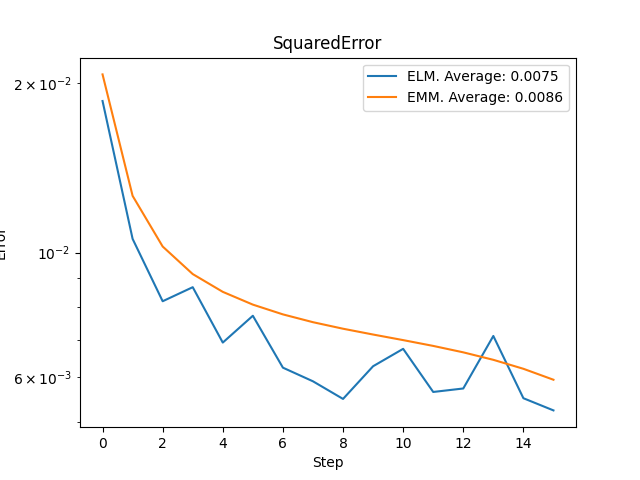 SquaredError
ELM. Average: 0.0075
EMM. Average: 0.0086
2 × 10⁻²
10⁻²
6 × 10⁻³
Error
0 2 4 6 8 10 12 14
Step